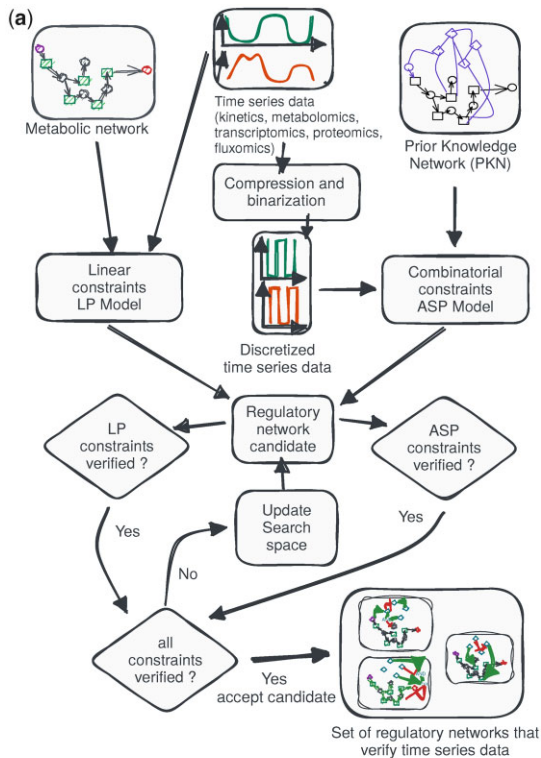 (a)
Metabolic network
Time series data
(kinetics, metabolomics,
transcriptomics, proteomics,
fluxomics)
Prior Knowledge
Network (PKN)
Compression and
binarization
Linear
constraints
LP Model
Discretized
time series data
Combinatorial
constraints
ASP Model
LP
constraints
verified ?
Regulatory
network
candidate
ASP
constraints
verified ?
Update
Search
space
Yes
No
Yes
all
constraints
verified ?
Yes
accept candidate
Set of regulatory networks that
verify time series data